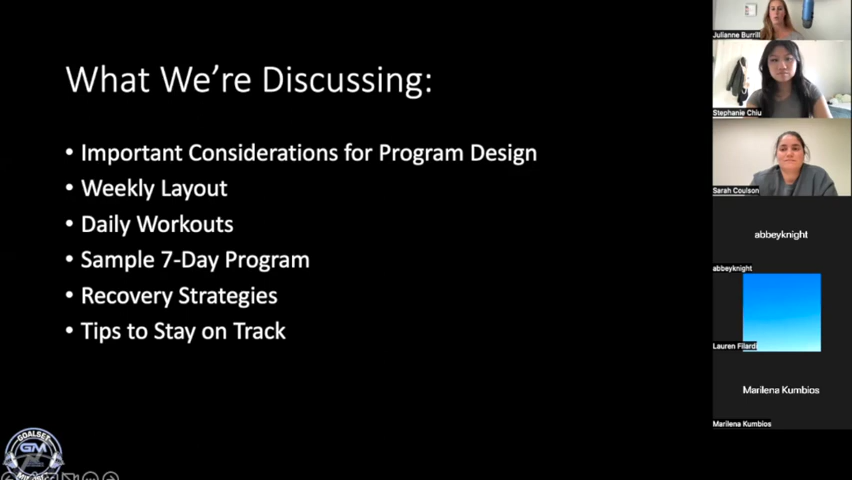 What We're Discussing:
• Important Considerations for Program Design
• Weekly Layout
• Daily Workouts
• Sample 7-Day Program
• Recovery Strategies
• Tips to Stay on Track
Julianne Burrill
Stephanie Chiu
Sarah Coulson
abbeyknight
abbeyknight
Lauren Filardi
Marilena Kumbios
Marilena Kumbios
GOALSET
GM